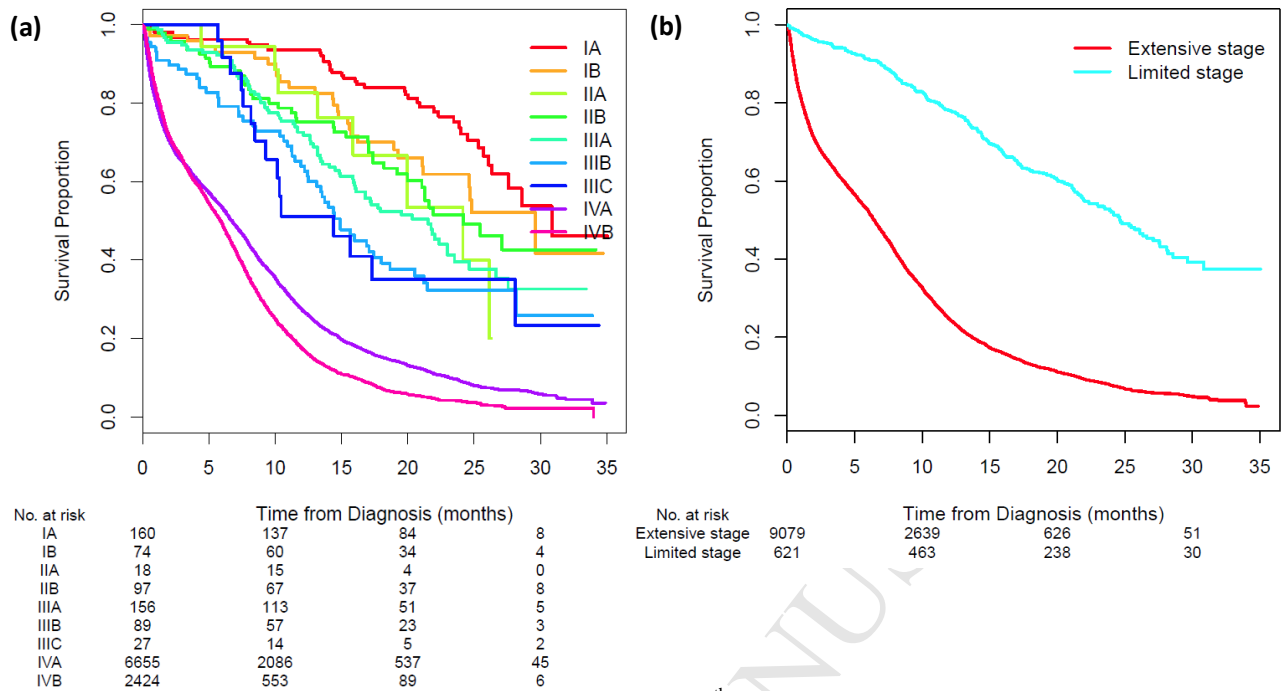 (a)
Survival Proportion
1.0
0.8
0.6
0.4
0.2
0.0
IA
IB
IIA
IIB
IIIA
IIIB
IIIC
IVA
IVB
0 5 10 15 20 25 30 35
No. at risk Time from Diagnosis (months)
IA 160 137 84 8
IB 74 60 34 4
IIA 18 15 4 0
IIB 97 67 37 8
IIIA 156 113 51 5
IIIB 89 57 23 3
IIIC 27 14 5 2
IVA 6655 2086 537 45
IVB 2424 553 89 6
(b)
Survival Proportion
1.0
0.8
0.6
0.4
0.2
0.0
Extensive stage
Limited stage
0 5 10 15 20 25 30 35
No. at risk Time from Diagnosis (months)
Extensive stage 9079 2639 626 51
Limited stage 621 463 238 30
NU